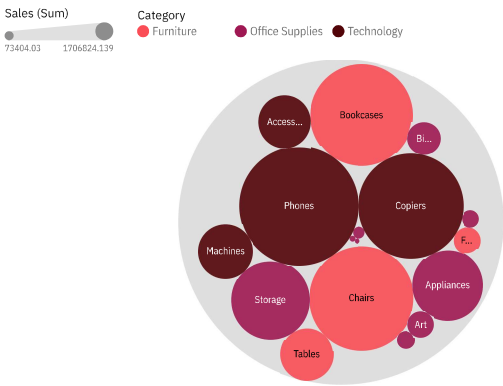 Sales (Sum)
73404.03
1706824.139
Category
Furniture
Office Supplies
Technology
Bookcases
Access...
Bi...
Phones
Copiers
F...
Machines
Storage
Chairs
Appliances
Art
Tables